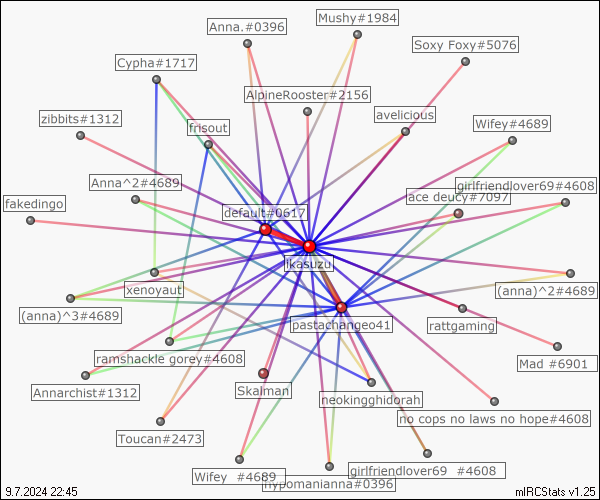 Anna.#0396
Mushy#1984
Soxy Foxy#5076
Cypha#1717
AlpineRooster#2156
avelicious
zibbits#1312
frisout
Wifey#4689
Anna^2#4689
girlfriendlover69#4608
ace deucy#7097
fakedingo
default#0617
likasuzu
xenoyaut
(anna)^2#4689
(anna)^3#4689
pastachangeo41
rattgaming
ramshackle gorey#4608
Mad #6901
Annarchist#1312
Skalman
neokingghidorah
no cops no laws no hope#4608
Toucan#2473
Wifey #4689
girlfriendlover69 #4608
hypomanianna#0396
9.7.2024 22:45
mIRCStats v1.25